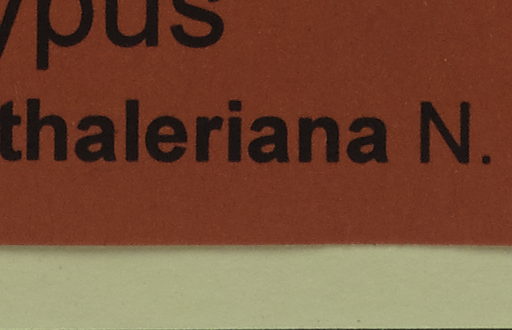 ypus
thaleriana N.